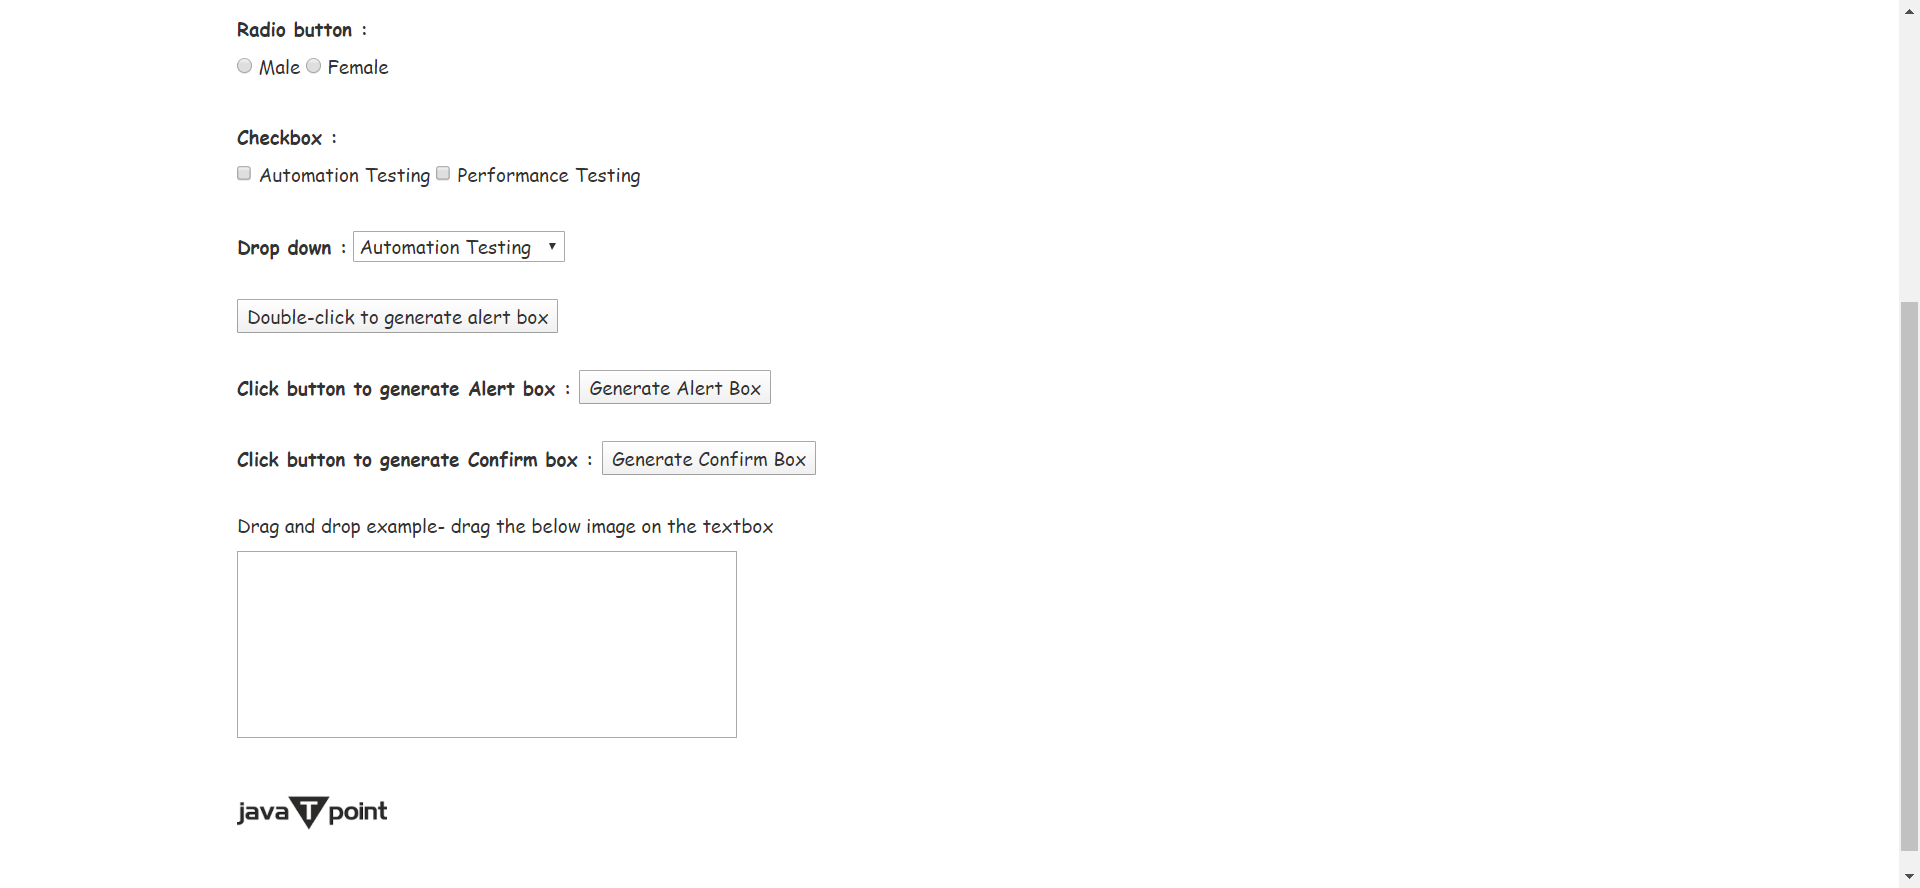 Radio button :
Male Female
Checkbox :
Automation Testing Performance Testing
Drop down : Automation Testing
Double-click to generate alert box
Click button to generate Alert box : Generate Alert Box
Click button to generate Confirm box : Generate Confirm Box
Drag and drop example- drag the below image on the textbox
javaTpoint